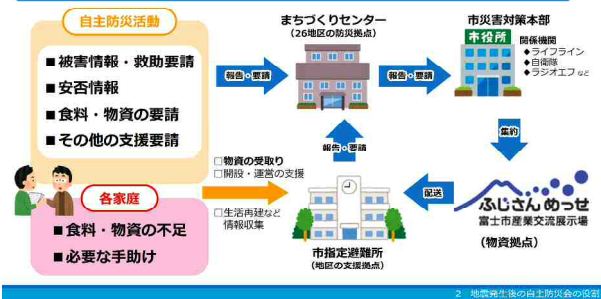 自主防災活動
■被害情報・救助要請
■安否情報
■食料・物資の要請
■その他の支援要請
各家庭
■食料・物資の不足
■必要な手助け
報告・要請
まちづくりセンター
(26地区の防災拠点)
報告・要請
市災害対策本部
市役所
関係機関
◆ライフライン
◆自衛隊
◆ラジオエフ など
報告・要請
集約
□物資の受取り
□開設・運営の支援
□生活再建など
情報収集
市指定避難所
(地区の支援拠点)
配送
ふじさんめっせ
富士市産業交流展示場
(物資拠点)
2 地震発生後の自主防災会の役割